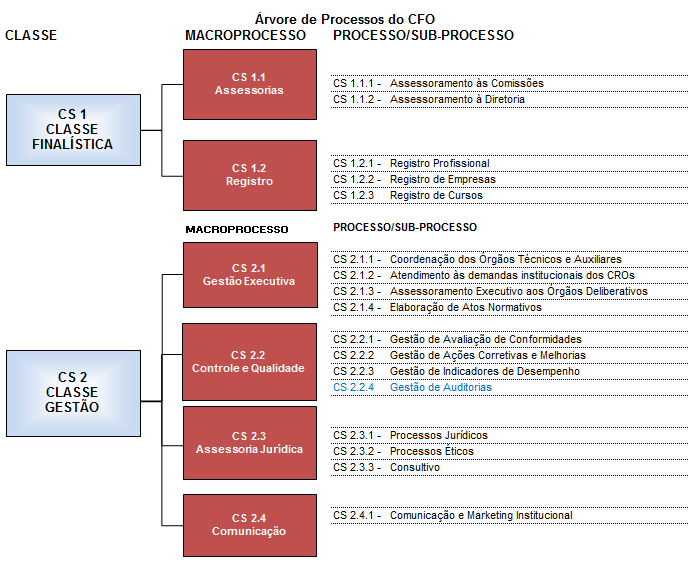 Árvore de Processos do CFO
CLASSE MACROPROCESSO PROCESSO/SUB-PROCESSO
CS 1
CLASSE
FINALÍSTICA
CS 1.1
Assessorias
CS 1.1.1 - Assessoramento às Comissões
CS 1.1.2 - Assessoramento à Diretoria
CS 1.2
Registro
CS 1.2.1 - Registro Profissional
CS 1.2.2 - Registro de Empresas
CS 1.2.3 Registro de Cursos
MACROPROCESSO PROCESSO/SUB-PROCESSO
CS 2
CLASSE
GESTÃO
CS 2.1
Gestão Executiva
CS 2.1.1 - Coordenação dos Órgãos Técnicos e Auxiliares
CS 2.1.2 - Atendimento às demandas institucionais dos CROs
CS 2.1.3 - Assessoramento Executivo aos Órgãos Deliberativos
CS 2.1.4 - Elaboração de Atos Normativos
CS 2.2
Controle e Qualidade
CS 2.2.1 - Gestão de Avaliação de Conformidades
CS 2.2.2 Gestão de Ações Corretivas e Melhorias
CS 2.2.3 Gestão de Indicadores de Desempenho
CS 2.2.4 Gestão de Auditorias
CS 2.3
Assessoria Jurídica
CS 2.3.1 - Processos Jurídicos
CS 2.3.2 - Processos Éticos
CS 2.3.3 - Consultivo
CS 2.4
Comunicação
CS 2.4.1 - Comunicação e Marketing Institucional